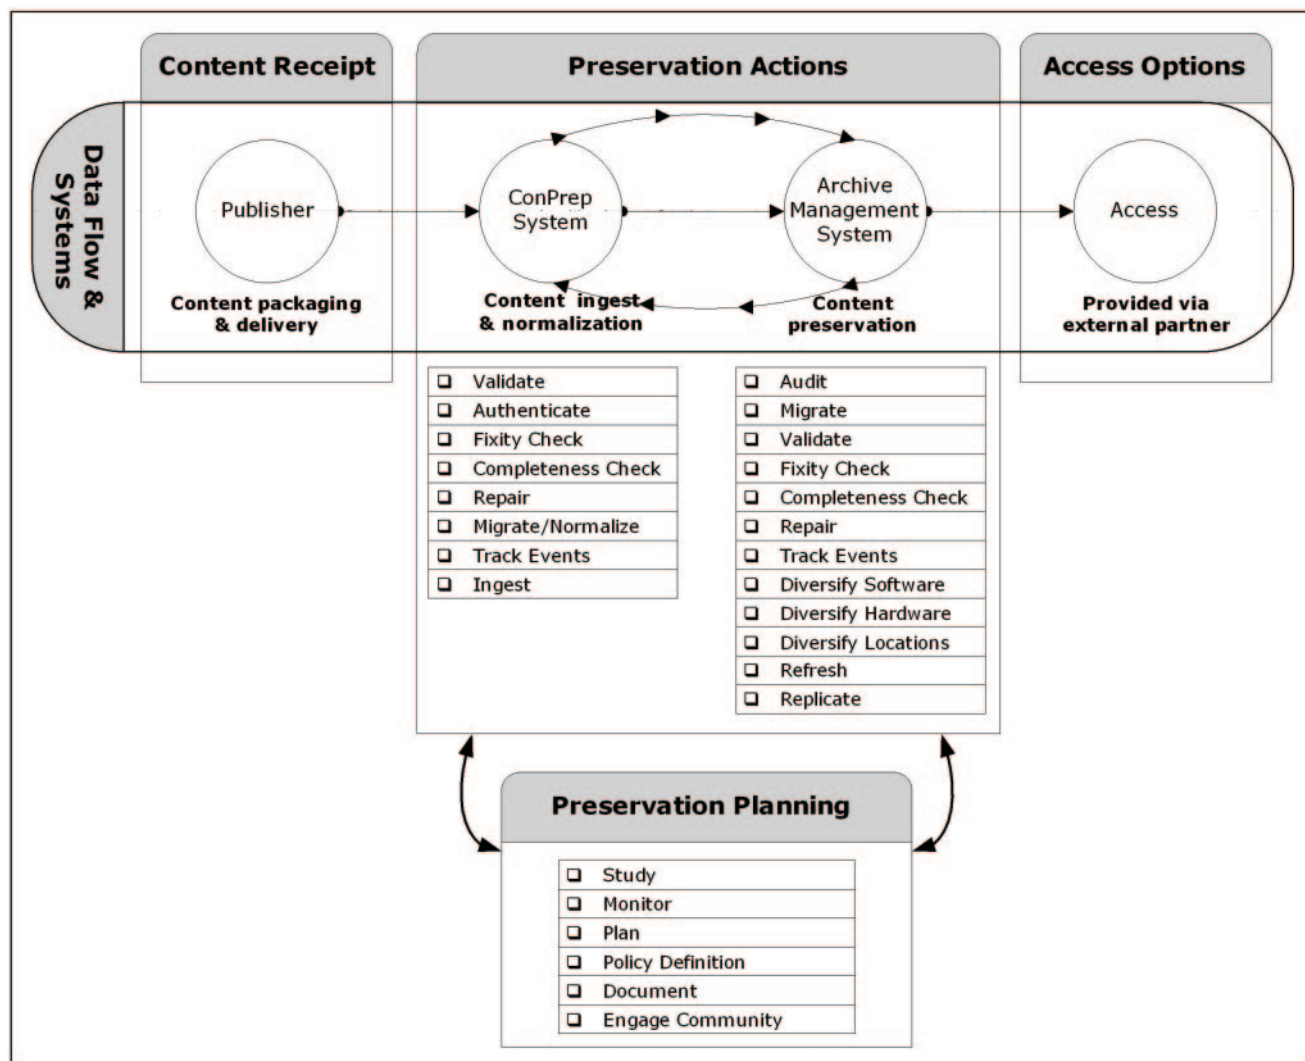 Content Receipt
Preservation Actions
Access Options
Data Flow &
Systems
Publisher
ConPrep
System
Archive
Management
System
Access
Content packaging
& delivery
Content ingest
& normalization
Content
preservation
Provided via
external partner
Validate
Authenticate
Fixity Check
Completeness Check
Repair
Migrate/Normalize
Track Events
Ingest
Audit
Migrate
Validate
Fixity Check
Completeness Check
Repair
Track Events
Diversify Software
Diversify Hardware
Diversify Locations
Refresh
Replicate
Preservation Planning
Study
Monitor
Plan
Policy Definition
Document
Engage Community